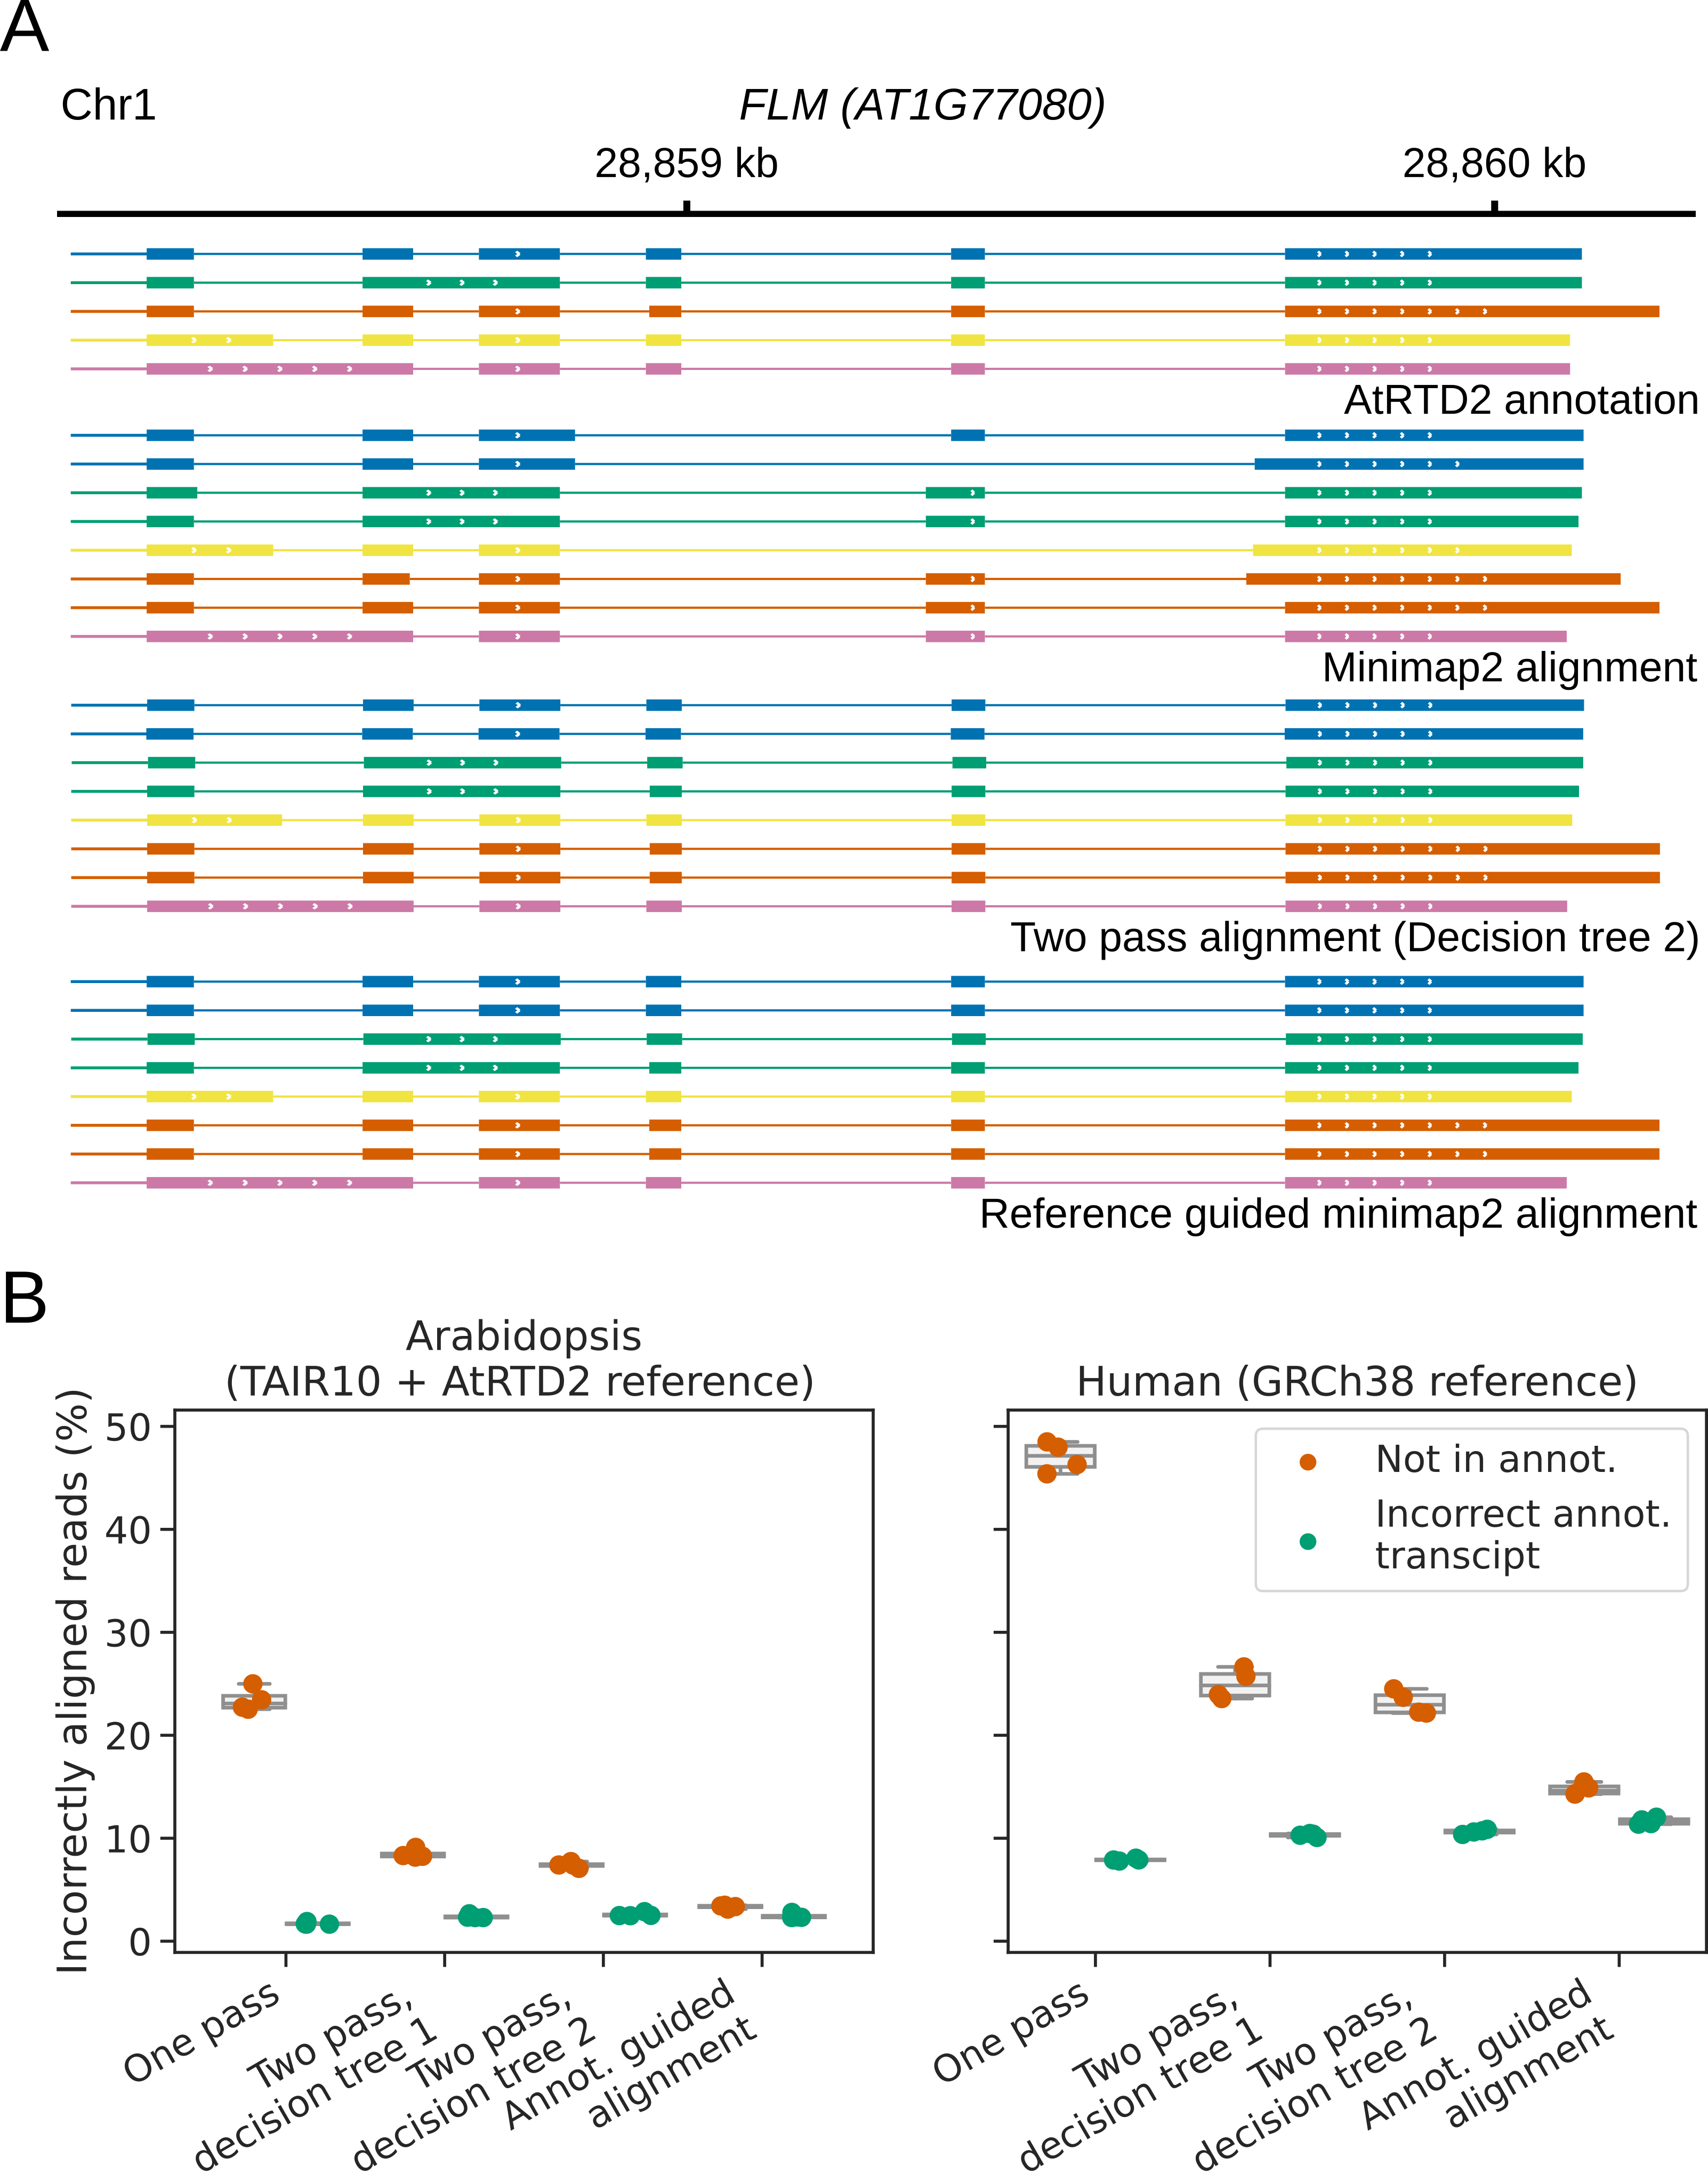 A
Chr1
FLM (AT1G77080)
28,859 kb
28,860 kb
AtRTD2 annotation
Minimap2 alignment
Two pass alignment (Decision tree 2)
Reference guided minimap2 alignment
B
Arabidopsis
(TAIR10 + AtRTD2 reference)
Human (GRCh38 reference)
Incorrectly aligned reads (%)
50
40
30
20
10
0
Not in annot.
Incorrect annot.
transcipt
One pass
Two pass,
decision tree 1
Two pass,
decision tree 2
Annot. guided
alignment
One pass
Two pass,
decision tree 1
Two pass,
decision tree 2
Annot. guided
alignment